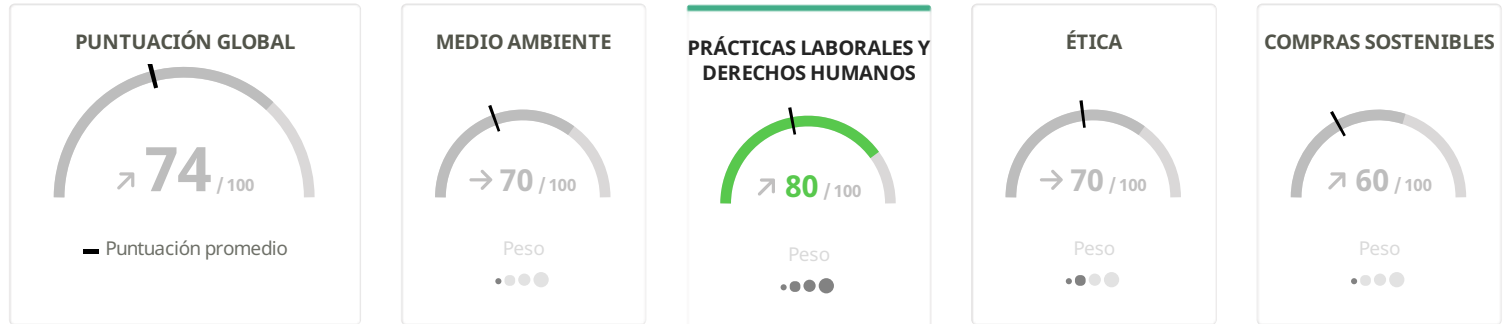 PUNTUACIÓN GLOBAL
74 / 100
Puntuación promedio
MEDIO AMBIENTE
70 / 100
Peso
PRÁCTICAS LABORALES Y
DERECHOS HUMANOS
80 / 100
Peso
ÉTICA
70 / 100
Peso
COMPRAS SOSTENIBLES
60 / 100
Peso